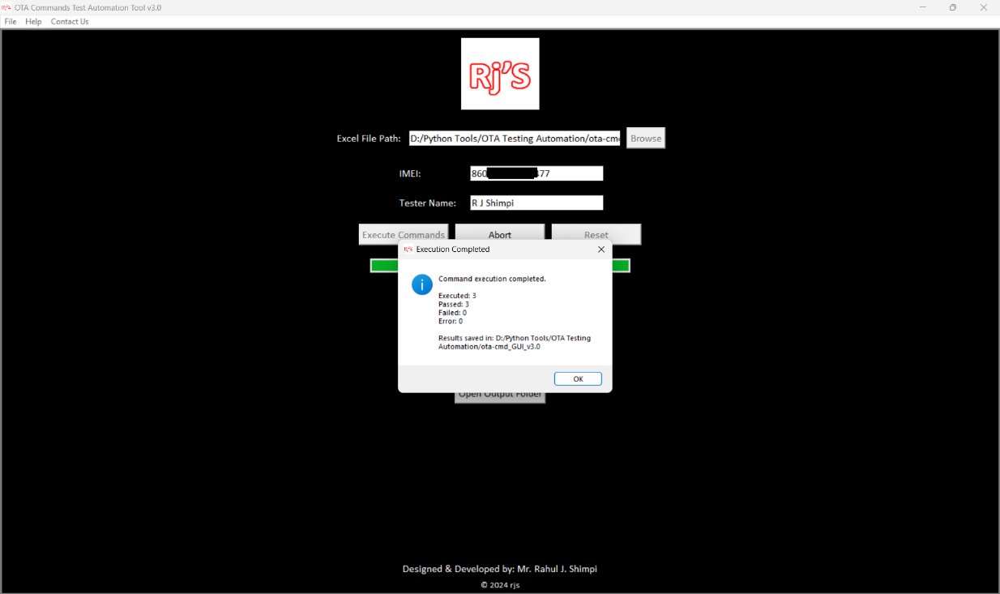 Rj'S OTA Commands Test Automation Tool v3.0
File Help Contact Us
Rj'S
Excel File Path: D:/Python Tools/OTA Testing Automation/ota-cm Browse
IMEI: 860 477
Tester Name: R J Shimpi
Execute Commands Abort Reset
Rj'S Execution Completed
Command execution completed.
Executed: 3
Passed: 3
Failed: 0
Error: 0
Results saved in: D:/Python Tools/OTA Testing
Automation/ota-cmd_GUI_v3.0
OK
Open Output Folder
Designed & Developed by: Mr. Rahul J. Shimpi
© 2024 rjs